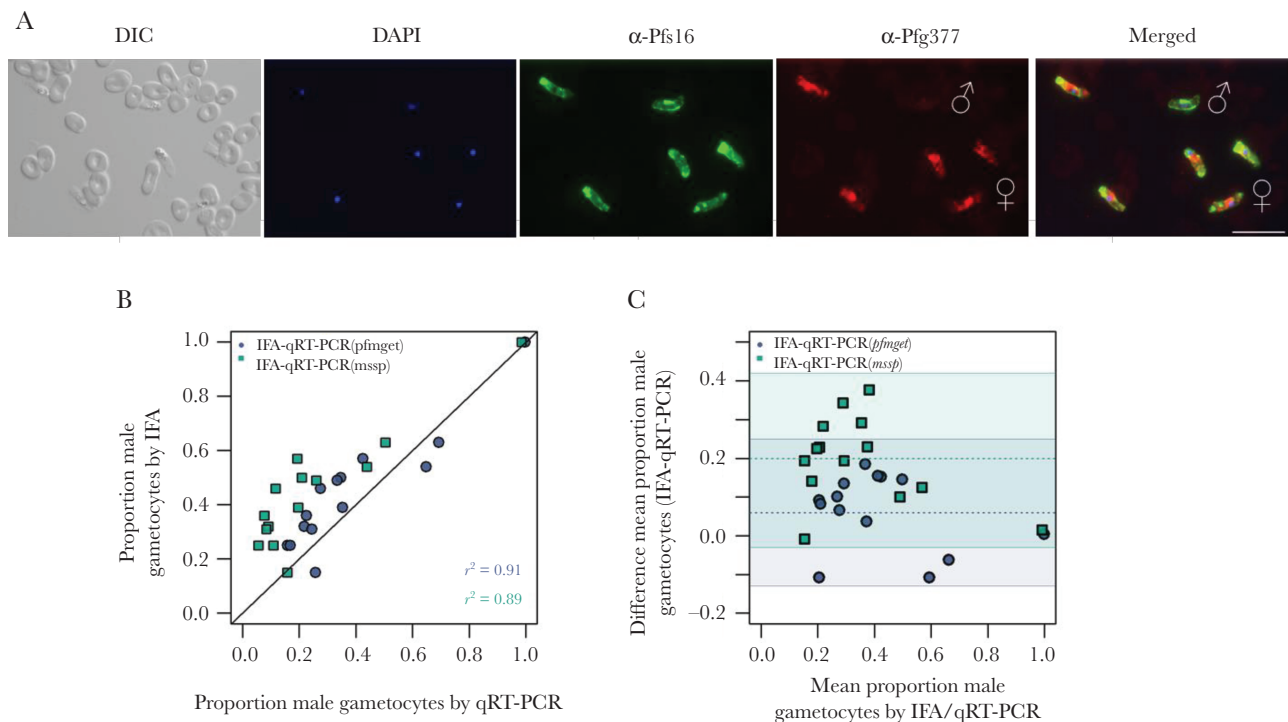 A
DIC
DAPI
α-Pfs16
α-Pfg377
Merged
♂
♀
♂
♀
B
Proportion male
gametocytes by IFA
1.0
0.8
0.6
0.4
0.2
0.0
IFA-qRT-PCR(pfmget)
IFA-qRT-PCR(mssp)
r² = 0.91
r² = 0.89
0.0 0.2 0.4 0.6 0.8 1.0
Proportion male gametocytes by qRT-PCR
C
Difference mean proportion male
gametocytes (IFA-qRT-PCR)
0.4
0.2
0.0
−0.2
IFA-qRT-PCR(pfmget)
IFA-qRT-PCR(mssp)
0.0 0.2 0.4 0.6 0.8 1.0
Mean proportion male
gametocytes by IFA/qRT-PCR